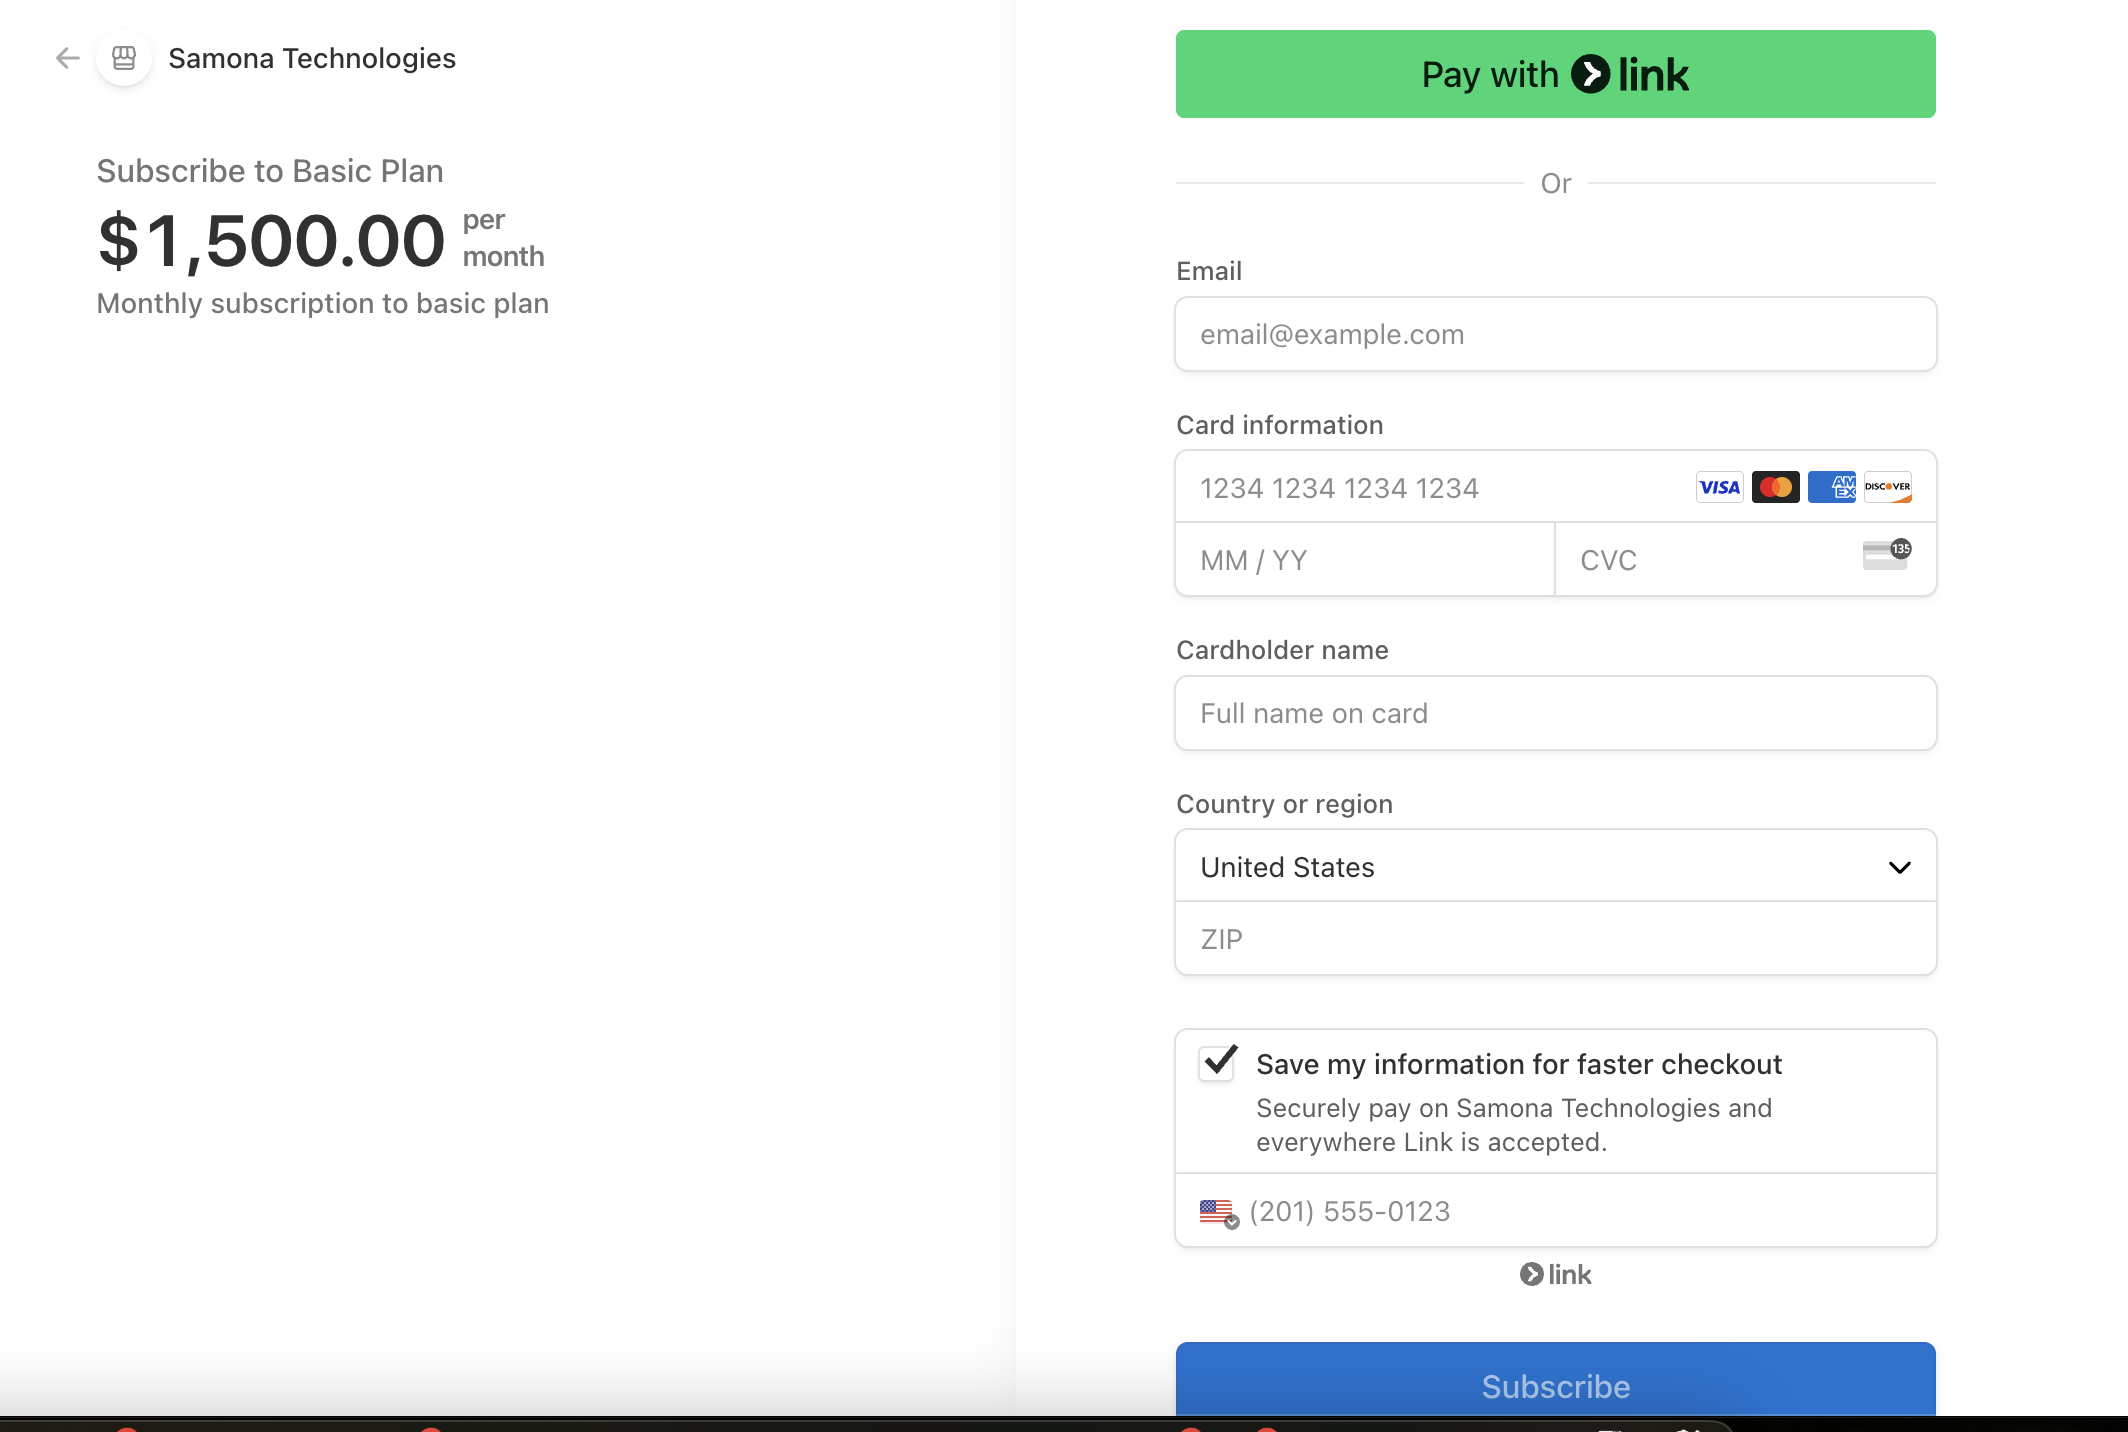 Samona Technologies
Subscribe to Basic Plan
$1,500.00 per
month
Monthly subscription to basic plan
Pay with link
Or
Email
email@example.com
Card information
1234 1234 1234 1234 VISA AM EX DISCOVER
MM / YY CVC 135
Cardholder name
Full name on card
Country or region
United States
ZIP
Save my information for faster checkout
Securely pay on Samona Technologies and
everywhere Link is accepted.
(201) 555-0123
link
Subscribe